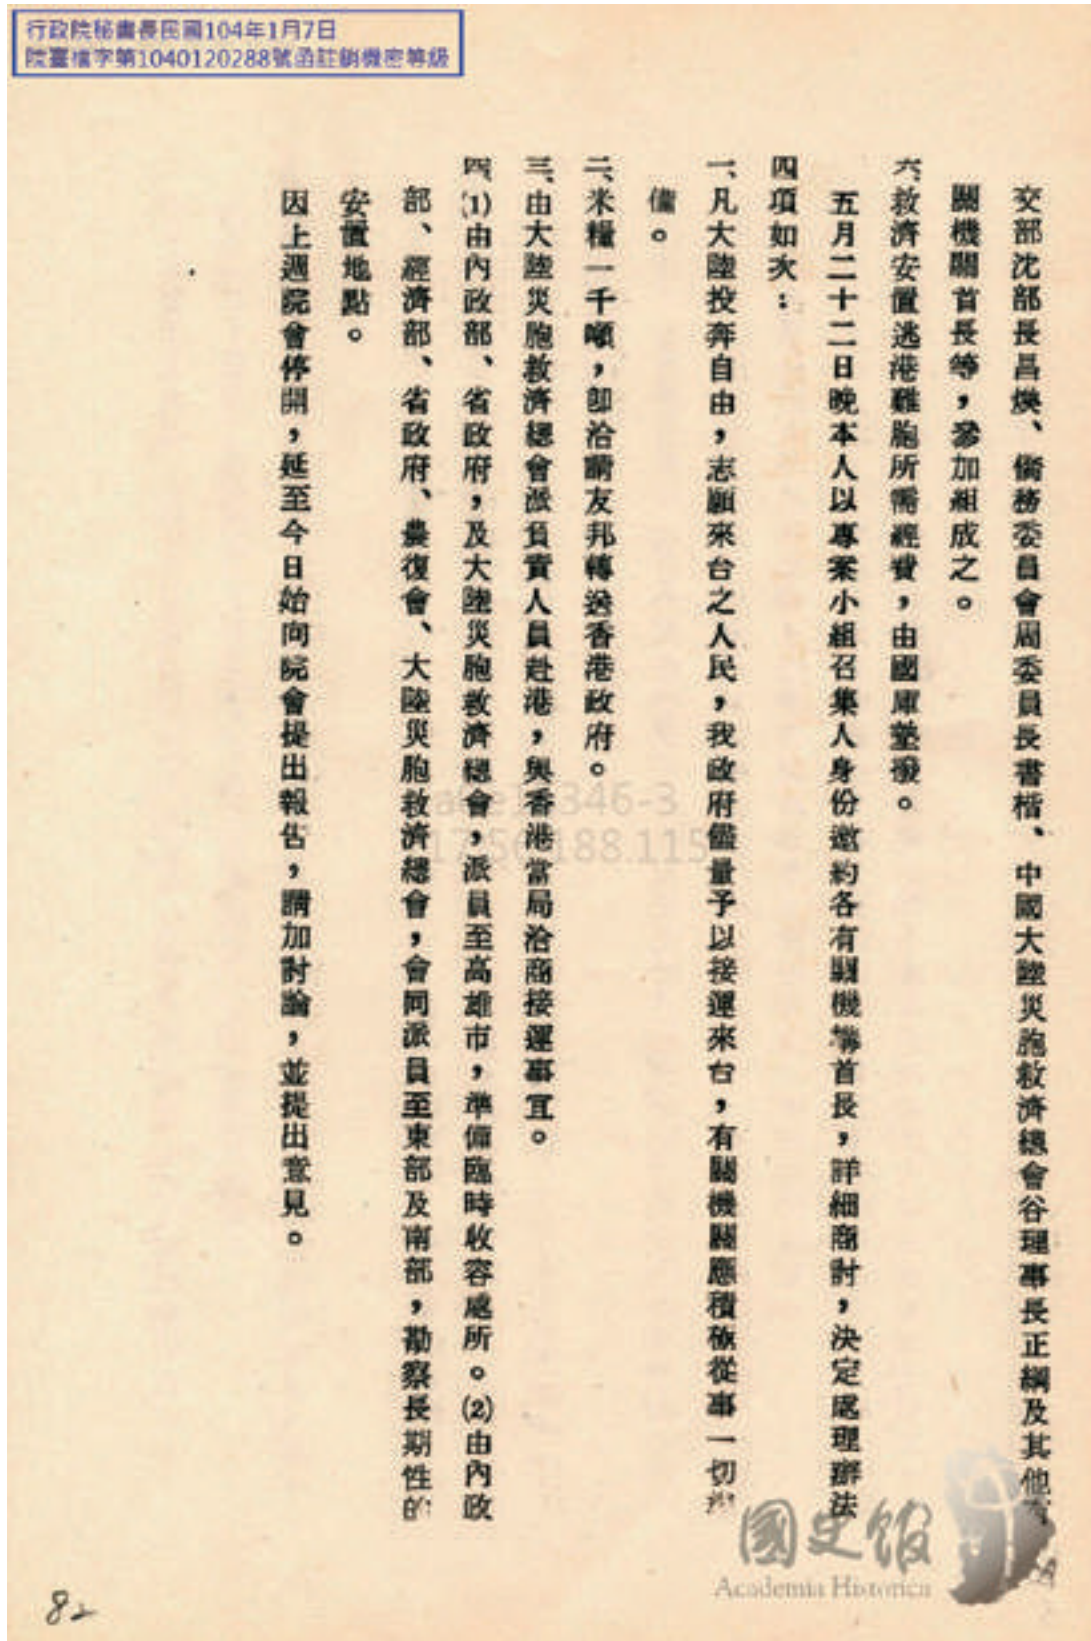 行政院秘書長民國104年1月7日
院臺檔字第1040120288號函註銷機密等級
交部沈部長昌煥、僑務委員會周委員長書楷、中國大陸災胞救濟總會谷理事長正綱及其他有
關機關首長等，參加組成之。
六、救濟安置逃港難胞所需經費，由國庫墊撥。
五月二十二日晚本人以專案小組召集人身份邀約各有關機構首長，詳細商討，決定處理辦法
四項如次：
一、凡大陸投奔自由，志願來台之人民，我政府儘量予以接運來台，有關機關應積極從事一切準
備。
二、米糧一千噸，即洽請友邦轉送香港政府。
三、由大陸災胞救濟總會派負責人員赴港，與香港當局洽商接運事宜。
四、⑴由內政部、省政府，及大陸災胞救濟總會，派員至高雄市，準備臨時收容處所。⑵由內政
部、經濟部、省政府、農復會、大陸災胞救濟總會，會同派員至東部及南部，勘察長期性的
安置地點。
因上週院會停開，延至今日始向院會提出報告，請加討論，並提出意見。
346-3
188.115
國史館
Academia Historica
82